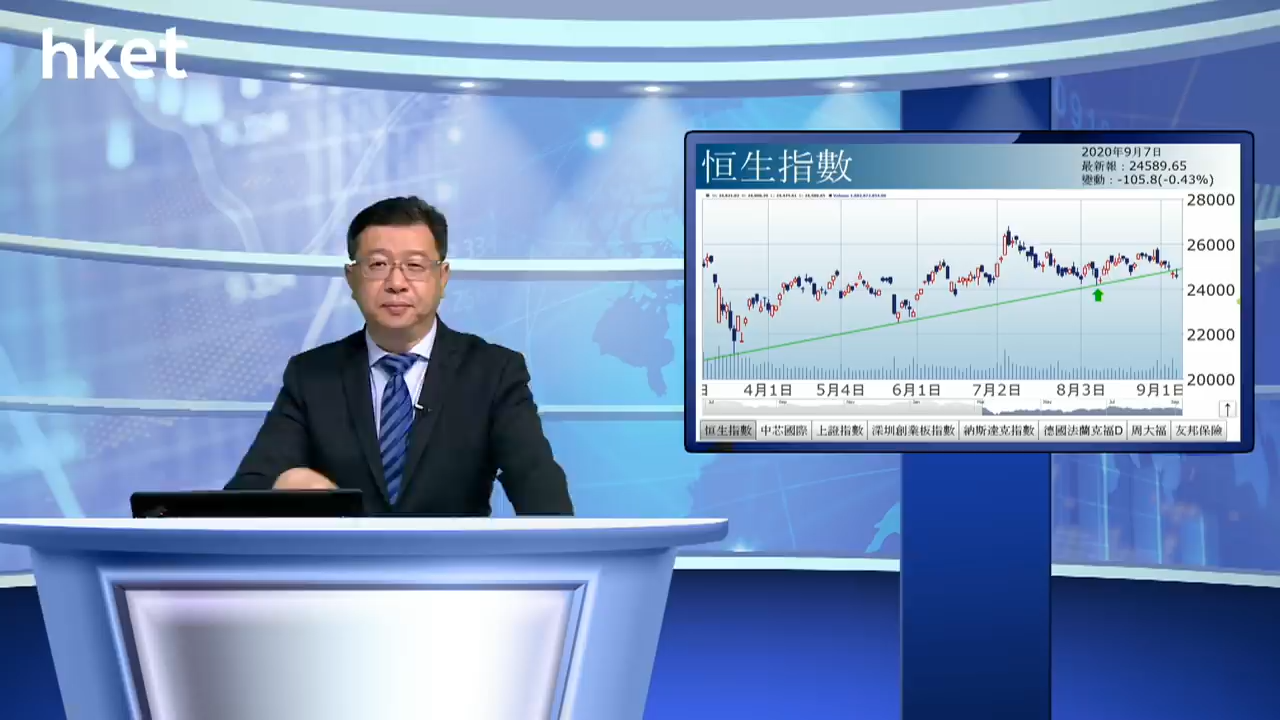 hket
恒生指數
2020年9月7日
最新報：24589.65
變動：-105.8(-0.43%)
28000
26000
24000
22000
20000
4月1日 5月4日 6月1日 7月2日 8月3日 9月1日
恒生指數 中芯國際 上證指數 深圳創業板指數 納斯達克指數 德國法蘭克福D 周大福 友邦保險